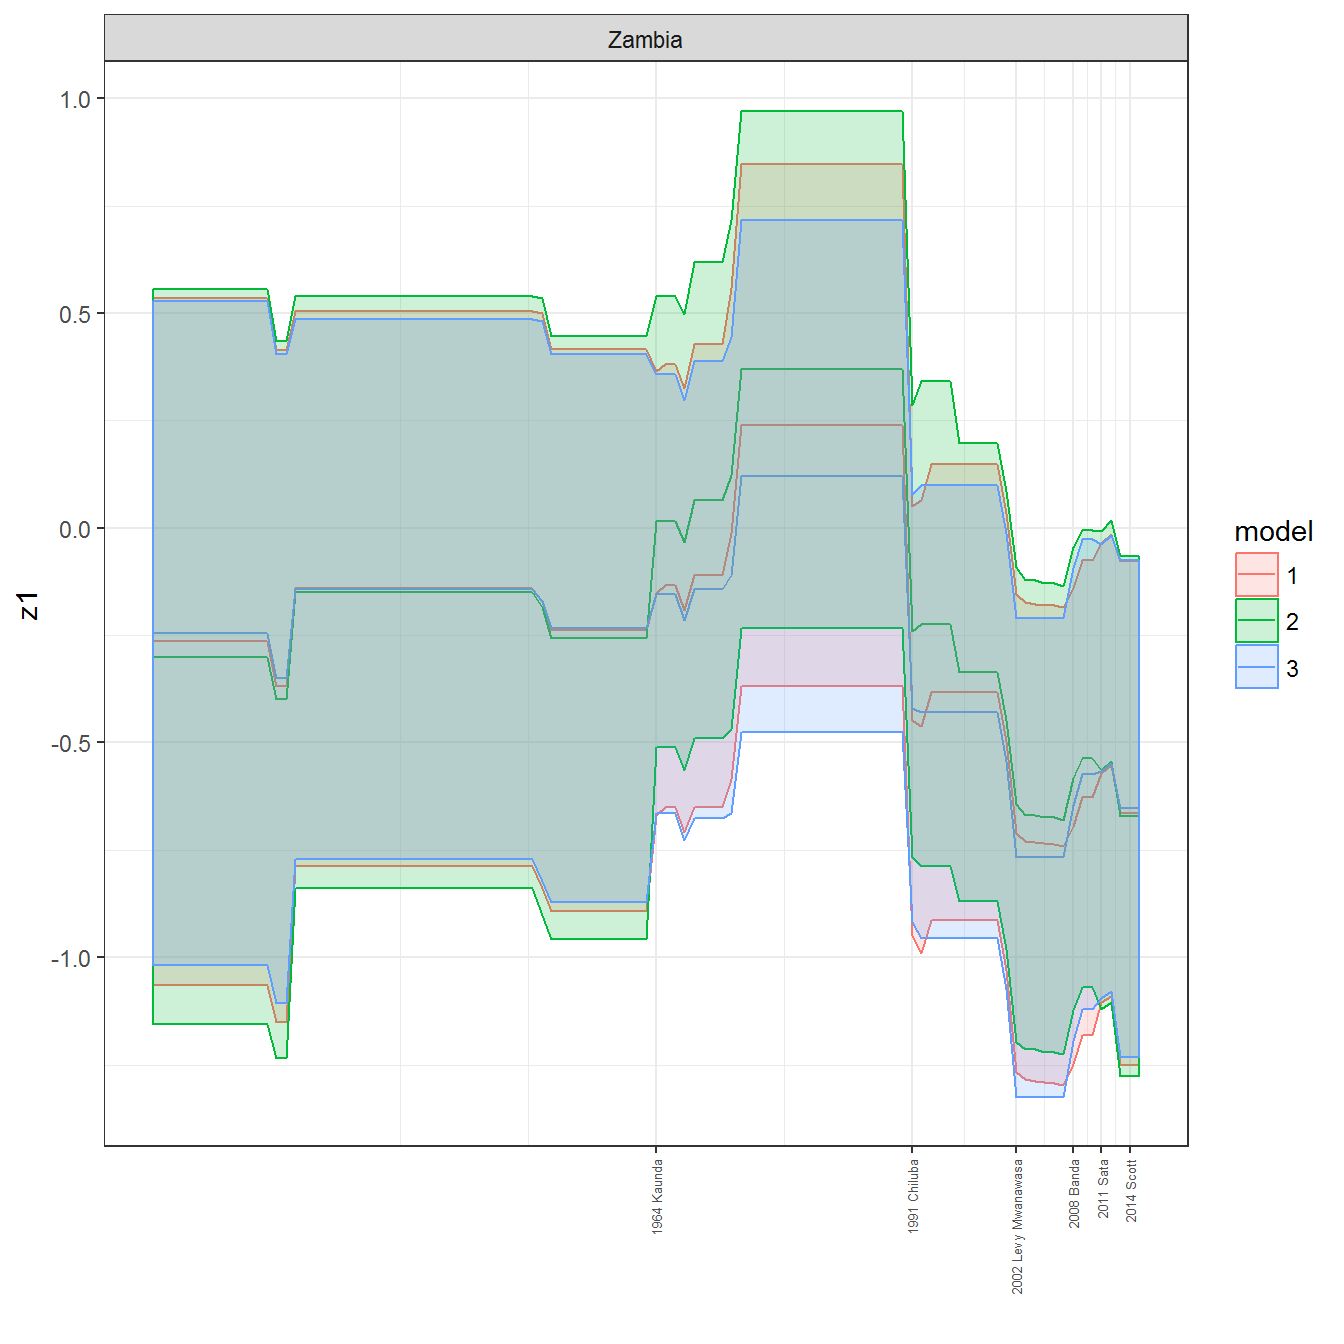 Zambia
1.0
0.5
0.0
-0.5
-1.0
z1
1964 Kaunda
1991 Chiluba
2002 Levy Mwanawasa
2008 Banda
2011 Sata
2014 Scott
model
1
2
3